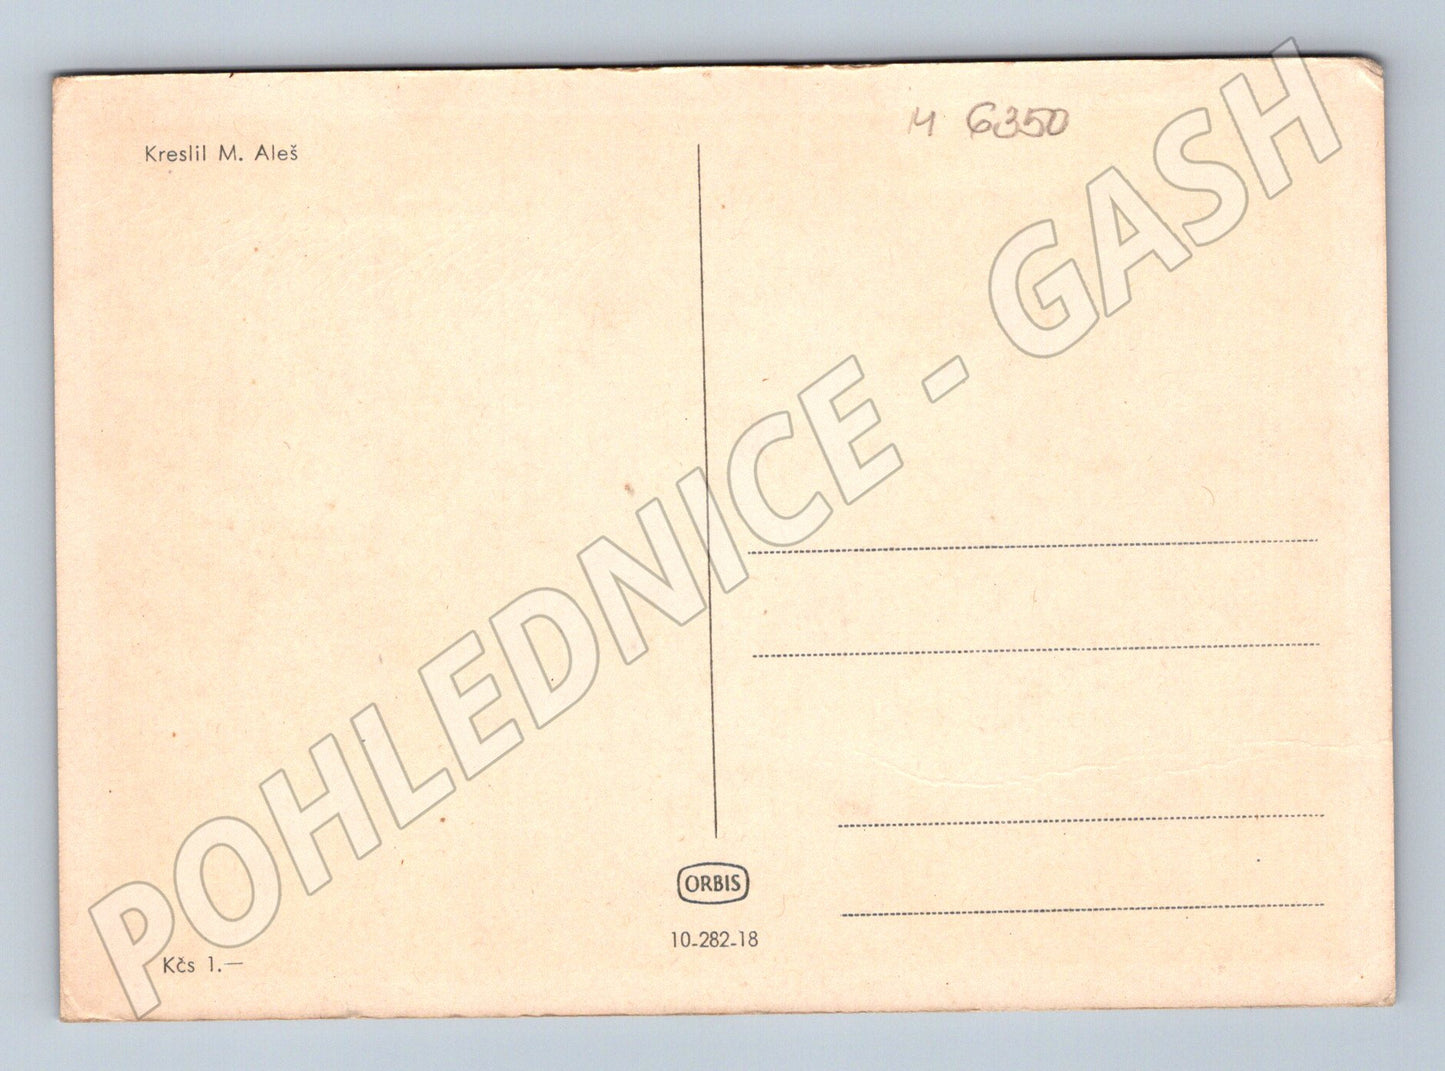 M 6350
Kreslil M. Aleš
POHLEDNICE - GASH
ORBIS
10-282-18
Kčs 1.—